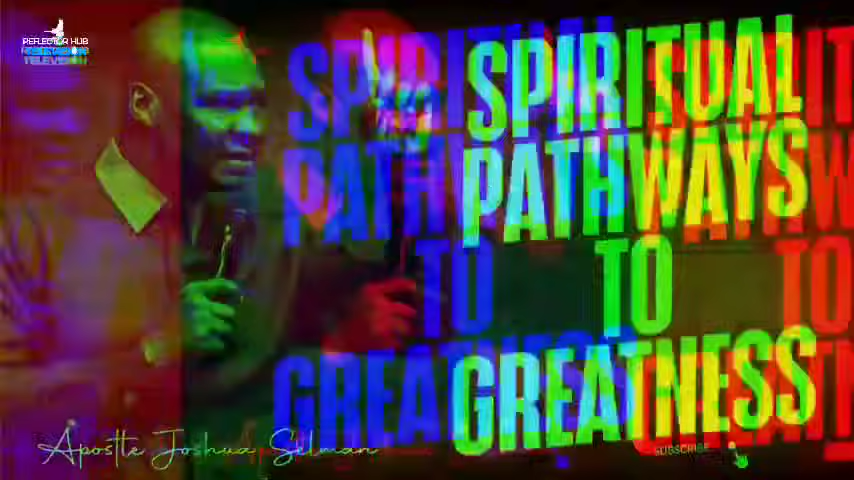 REFLECTOR HUB
TELEVISION
SPIRITUAL
PATHWAYS
TO
GREATNESS
Apostle Joshua Selman
SUBSCRIBE